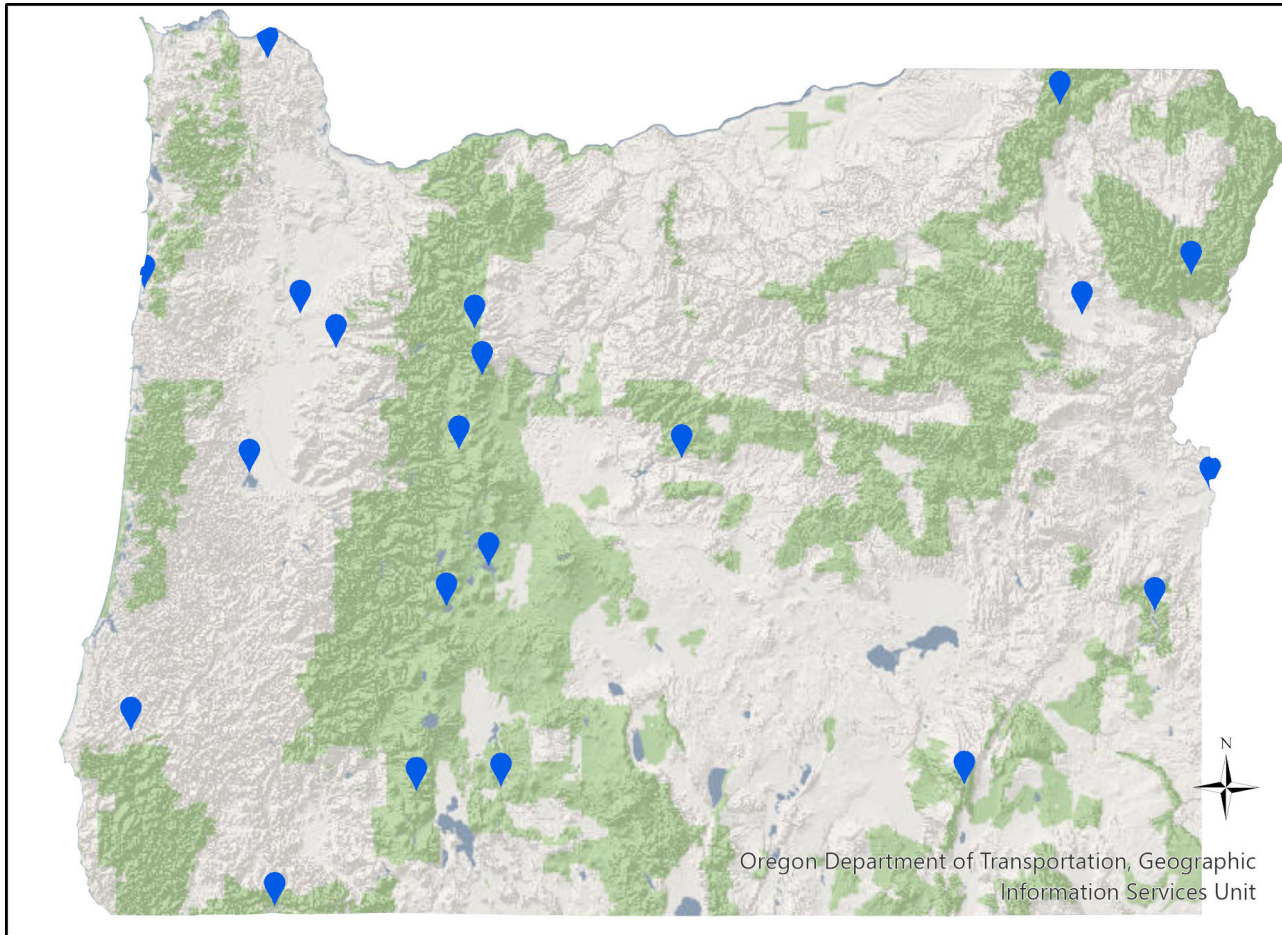 N
Oregon Department of Transportation, Geographic
Information Services Unit